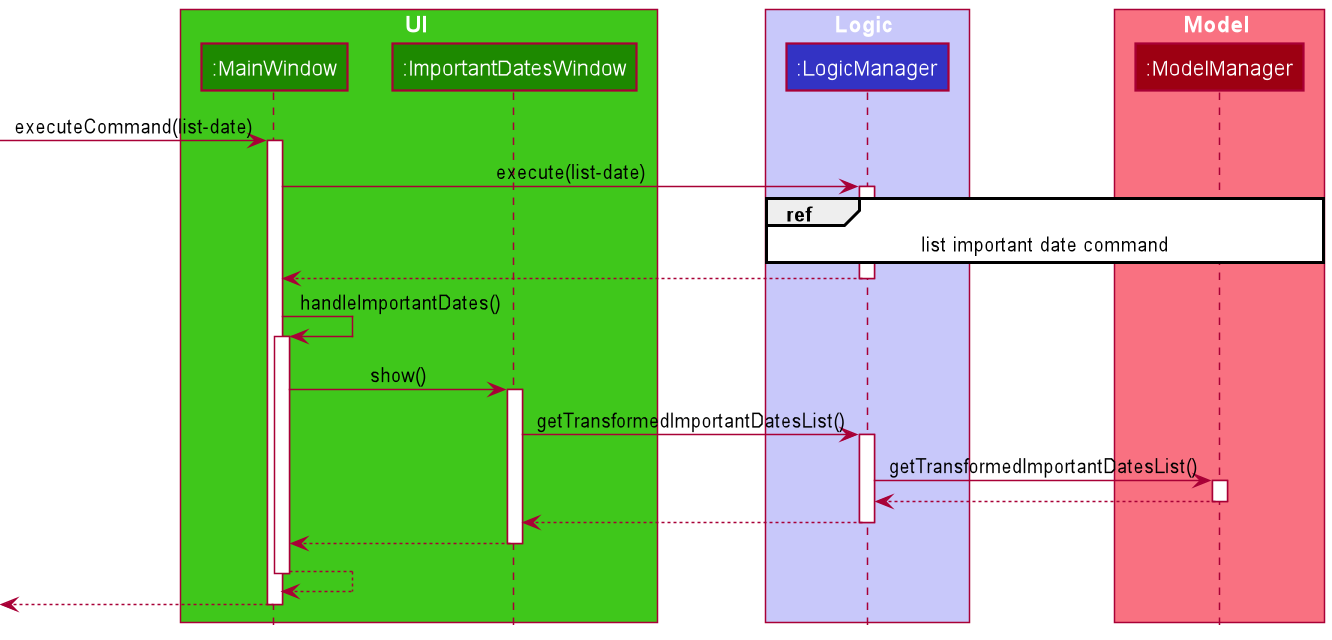 UI
Logic
Model
:MainWindow
:ImportantDatesWindow
:LogicManager
:ModelManager
executeCommand(list-date)
execute(list-date)
ref
list important date command
handleImportantDates()
show()
getTransformedImportantDatesList()
getTransformedImportantDatesList()